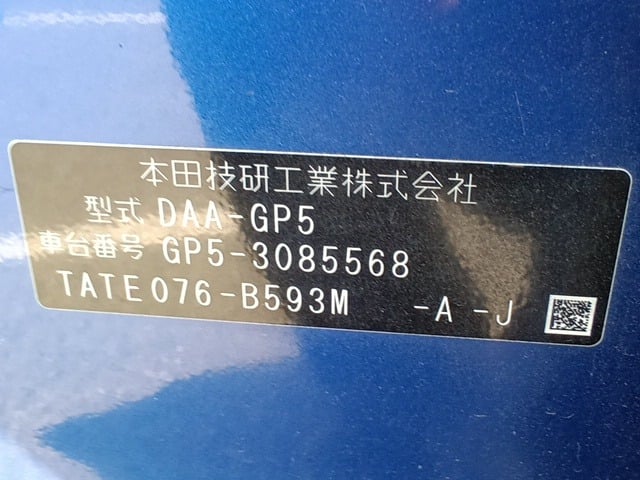 本田技研工業株式会社
型式 DAA-GP5
車台番号 GP5-3085568
TATE076-B593M -A -J